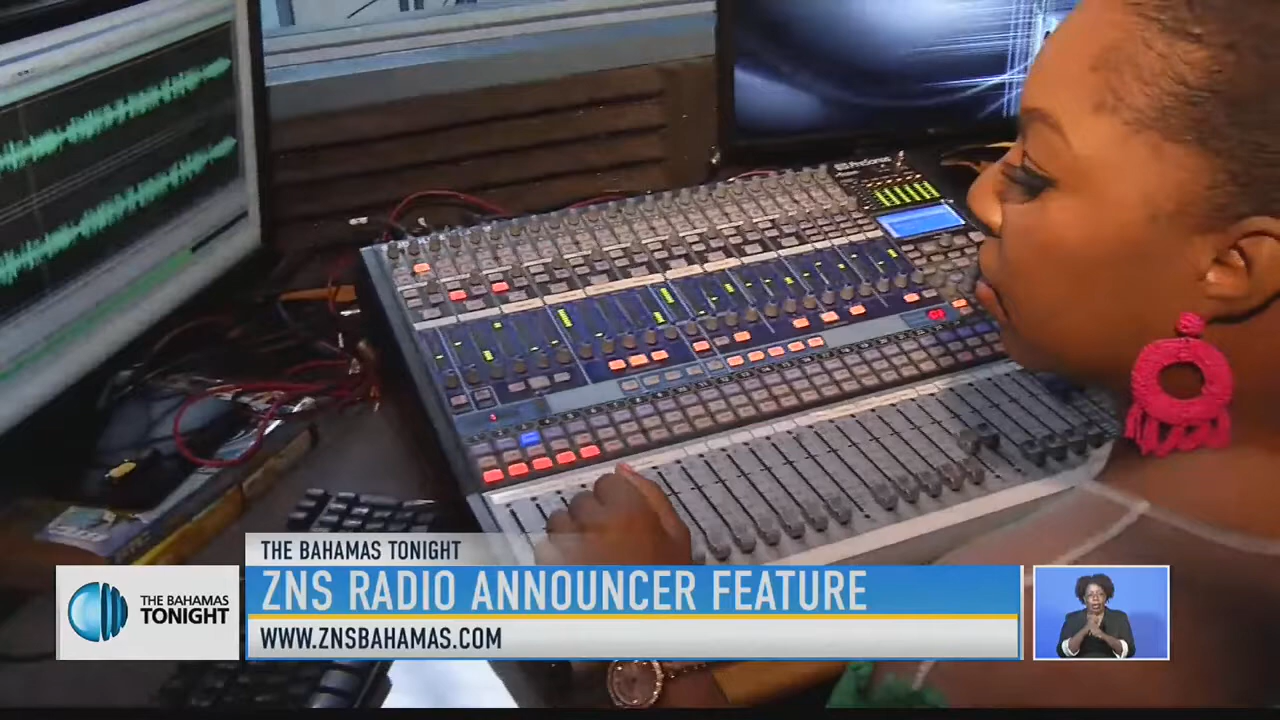 PreSonus
THE BAHAMAS TONIGHT
ZNS RADIO ANNOUNCER FEATURE
WWW.ZNSBAHAMAS.COM
THE BAHAMAS
TONIGHT